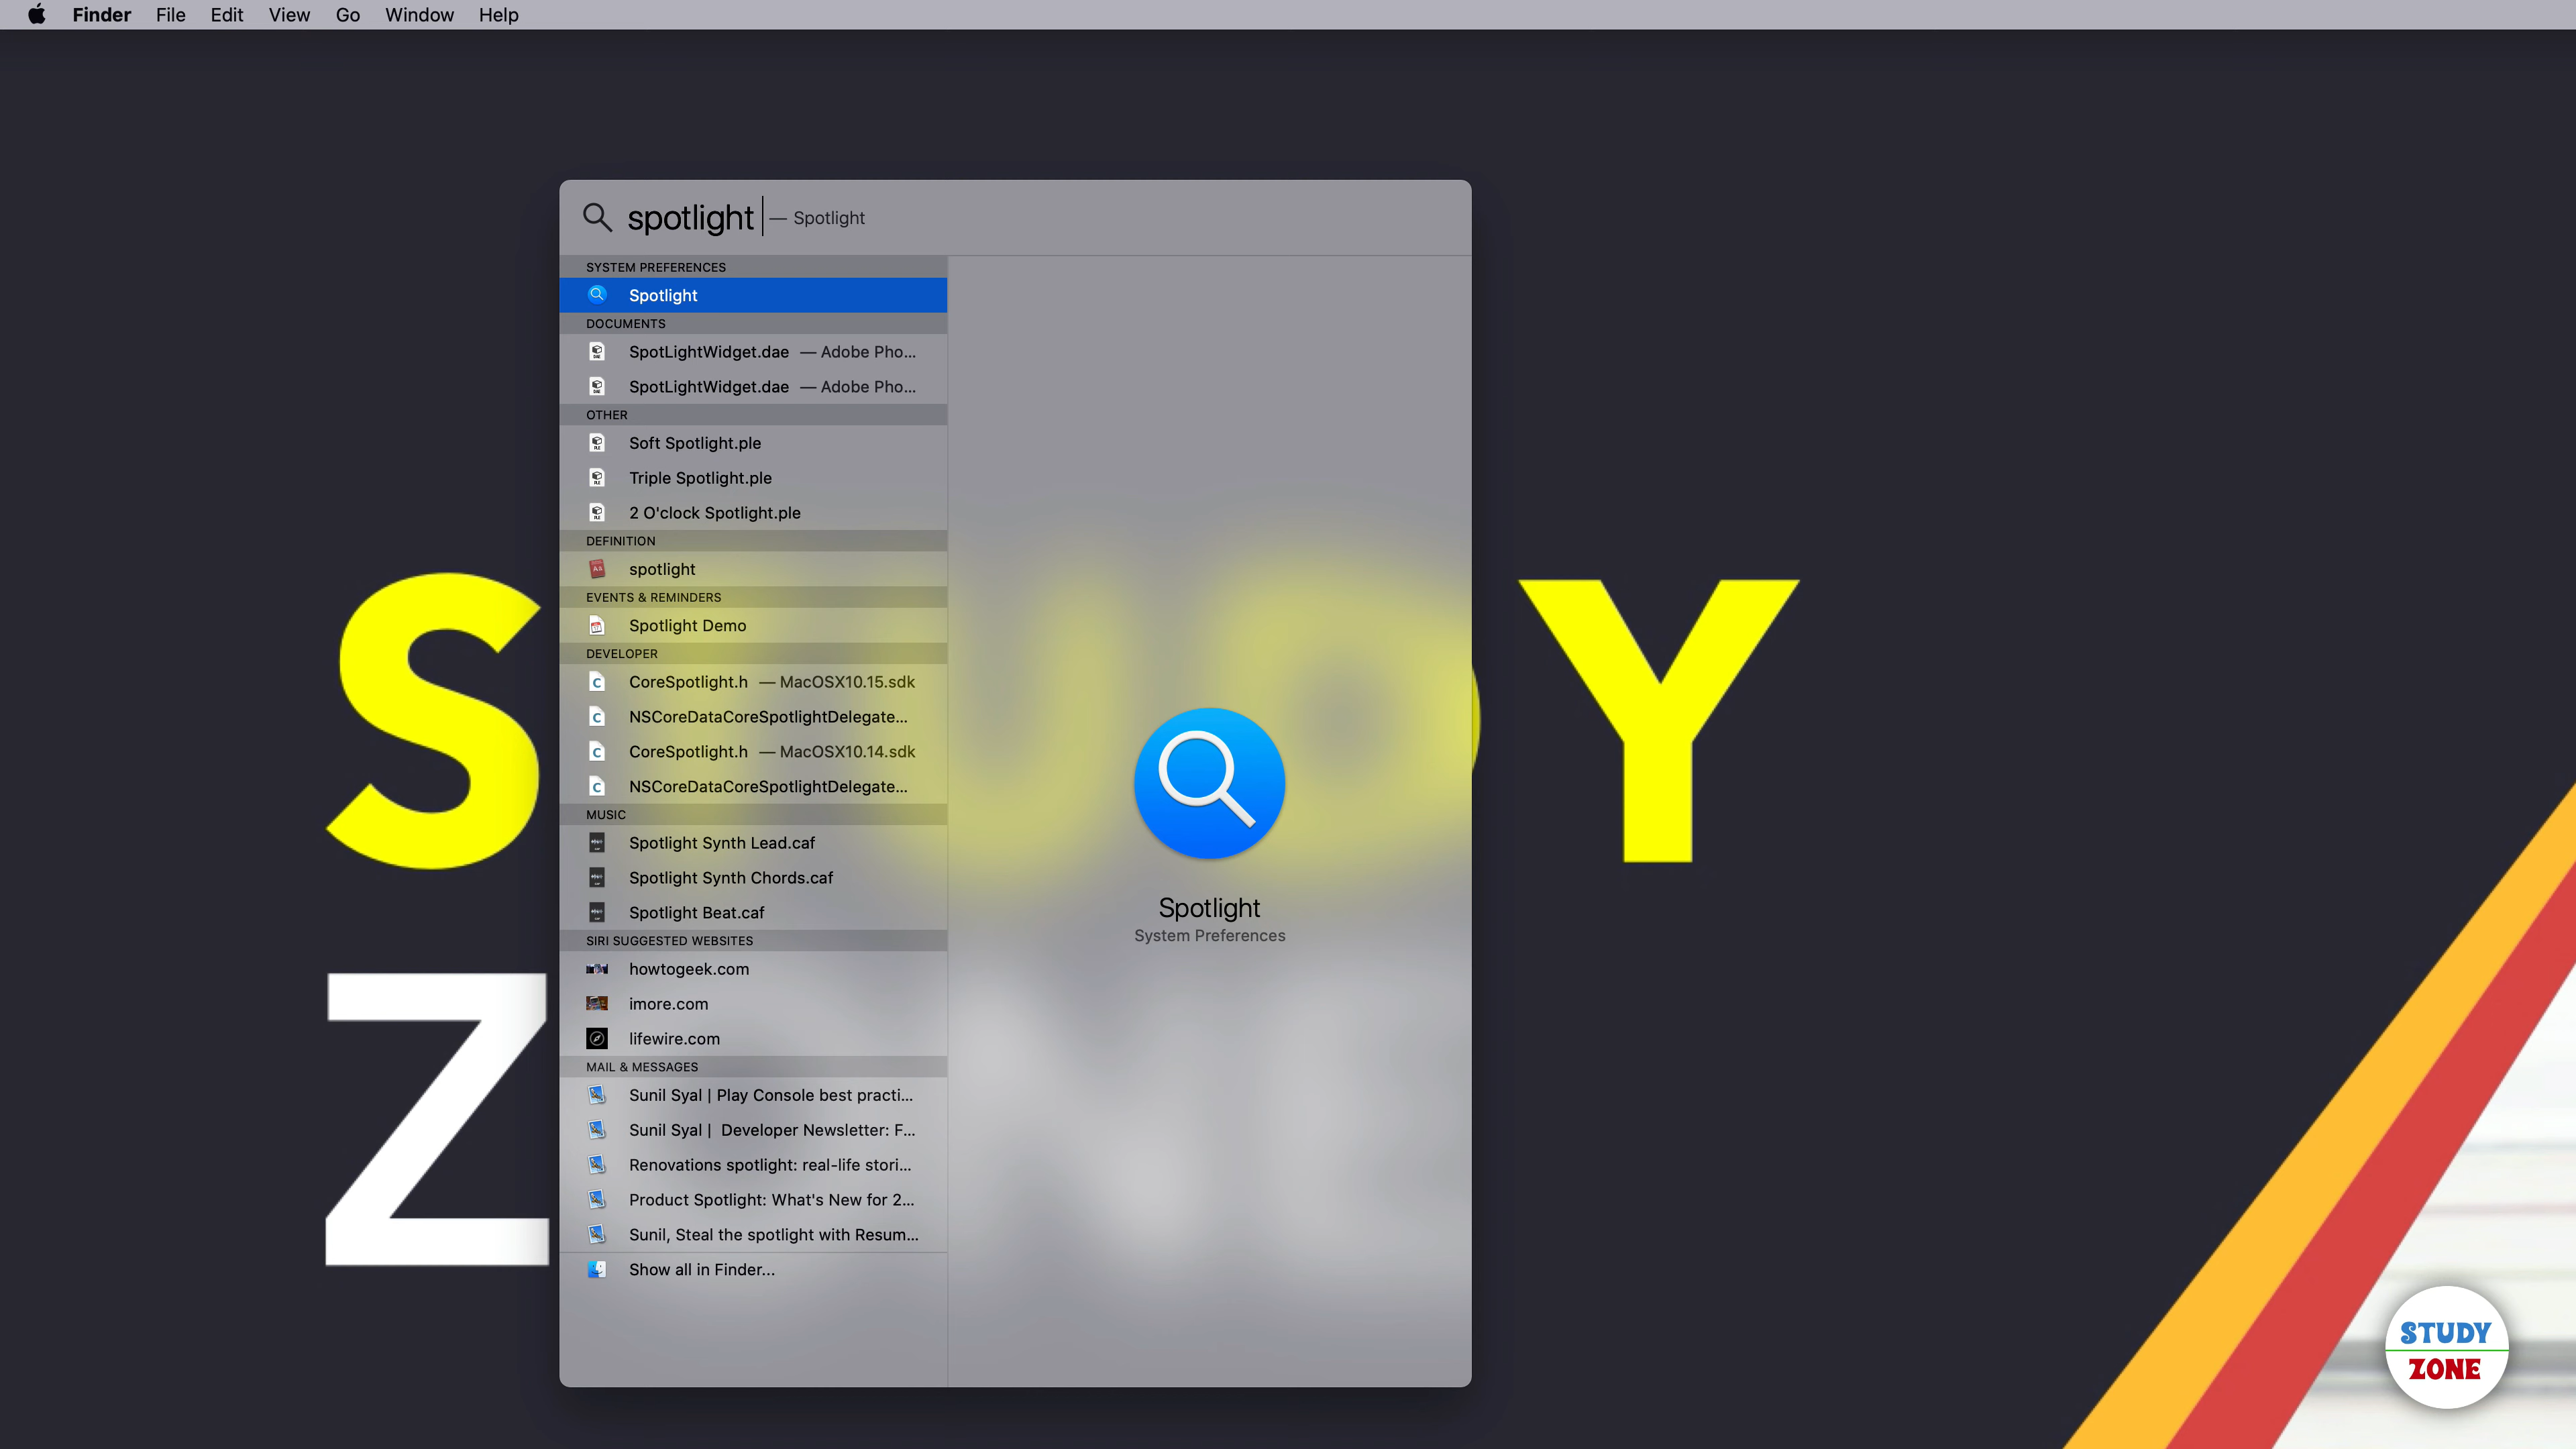 Finder File Edit View Go Window Help
spotlight — Spotlight
SYSTEM PREFERENCES
Spotlight
DOCUMENTS
SpotLightWidget.dae — Adobe Pho...
SpotLightWidget.dae — Adobe Pho...
OTHER
Soft Spotlight.ple
Triple Spotlight.ple
2 O'clock Spotlight.ple
DEFINITION
spotlight
EVENTS & REMINDERS
Spotlight Demo
DEVELOPER
CoreSpotlight.h — MacOSX10.15.sdk
NSCoreDataCoreSpotlightDelegate...
CoreSpotlight.h — MacOSX10.14.sdk
NSCoreDataCoreSpotlightDelegate...
MUSIC
Spotlight Synth Lead.caf
Spotlight Synth Chords.caf
Spotlight Beat.caf
SIRI SUGGESTED WEBSITES
howtogeek.com
imore.com
lifewire.com
MAIL & MESSAGES
Sunil Syal | Play Console best practi...
Sunil Syal | Developer Newsletter: F...
Renovations spotlight: real-life stori...
Product Spotlight: What's New for 2...
Sunil, Steal the spotlight with Resum...
Show all in Finder...
Spotlight
System Preferences
STUDY
ZONE